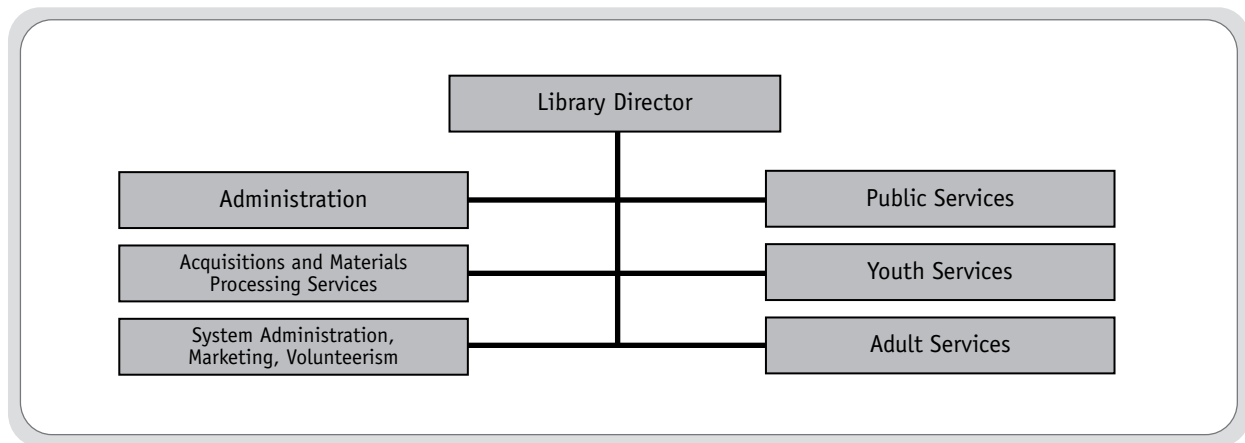 Library Director
Administration
Public Services
Acquisitions and Materials
Processing Services
Youth Services
System Administration,
Marketing, Volunteerism
Adult Services